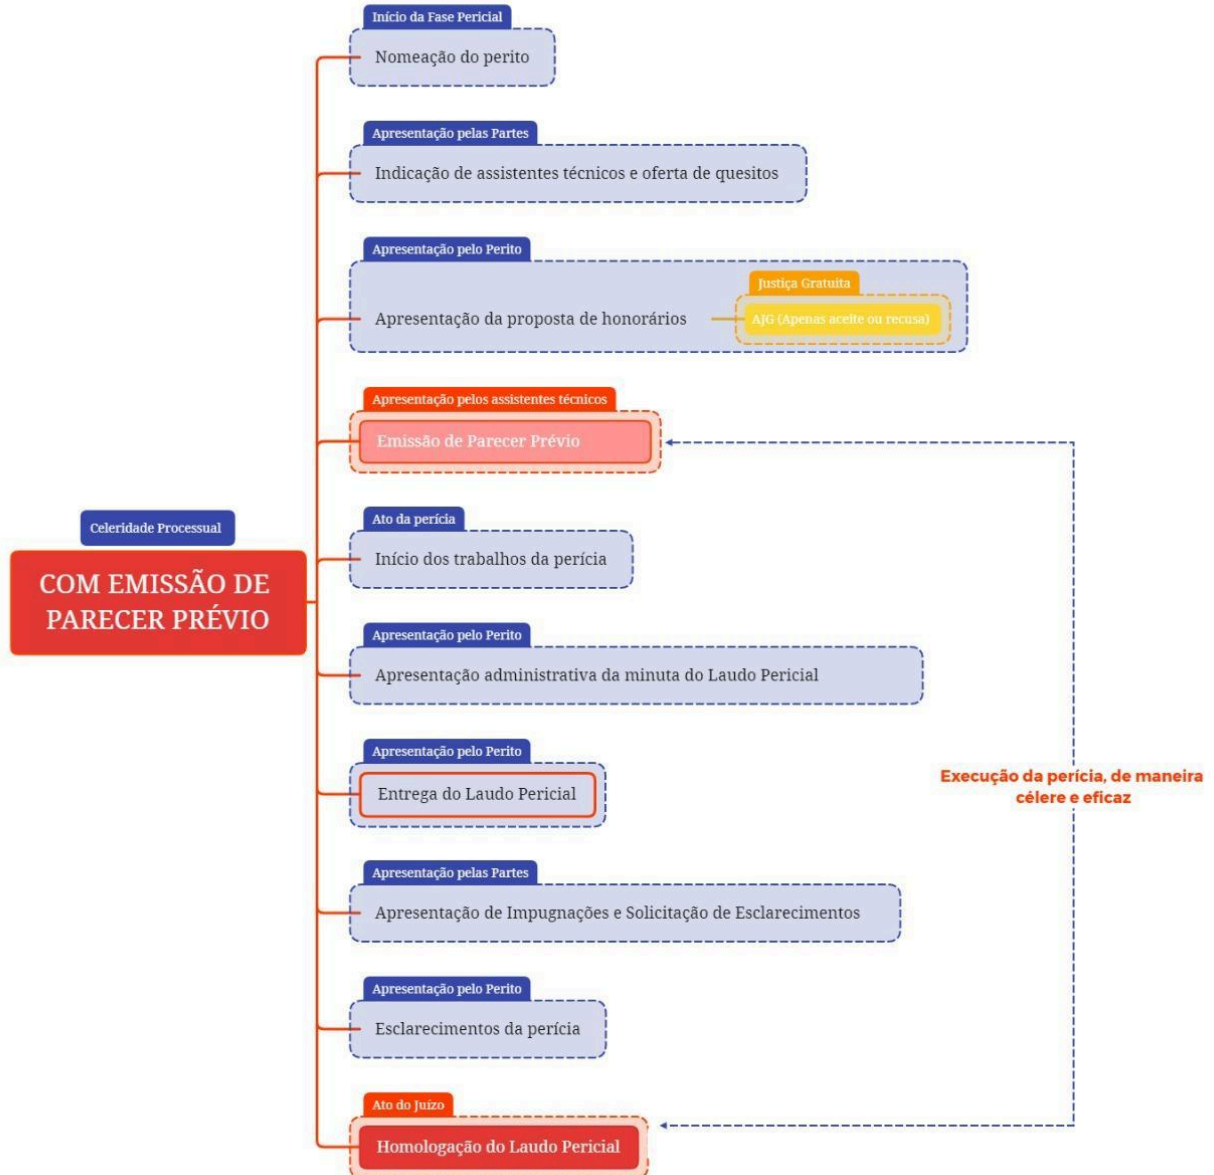 Início da Fase Pericial
Nomeação do perito
Apresentação pelas Partes
Indicação de assistentes técnicos e oferta de quesitos
Apresentação pelo Perito
Justiça Gratuita
Apresentação da proposta de honorários
AJG (Apenas aceite ou recusa)
Apresentação pelos assistentes técnicos
Emissão de Parecer Prévio
Celeridade Processual
COM EMISSÃO DE
PARECER PRÉVIO
Ato da perícia
Início dos trabalhos da perícia
Apresentação pelo Perito
Apresentação administrativa da minuta do Laudo Pericial
Apresentação pelo Perito
Entrega do Laudo Pericial
Execução da perícia, de maneira
célere e eficaz
Apresentação pelas Partes
Apresentação de Impugnações e Solicitação de Esclarecimentos
Apresentação pelo Perito
Esclarecimentos da perícia
Ato do Juízo
Homologação do Laudo Pericial